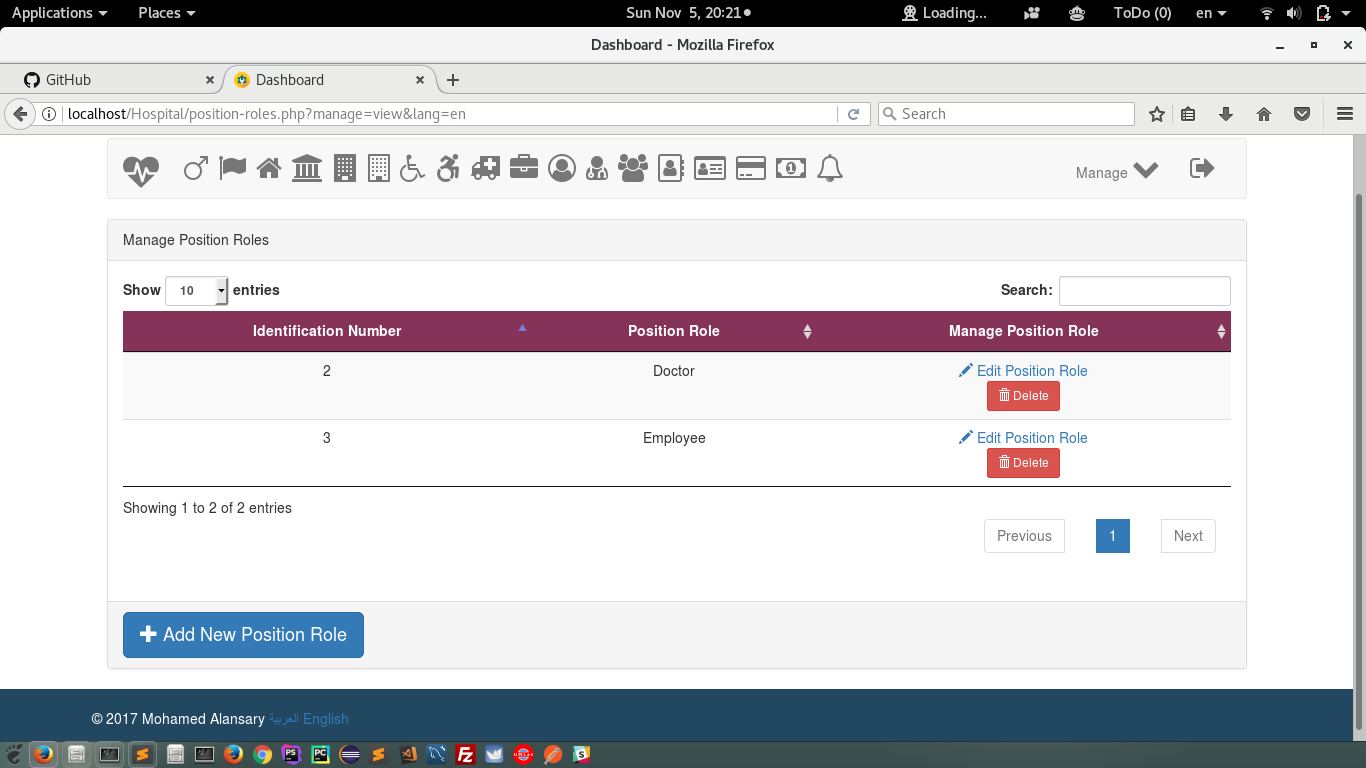 Applications Places Sun Nov 5, 20:21 Loading... ToDo (0) en
Dashboard - Mozilla Firefox
GitHub Dashboard
localhost/Hospital/position-roles.php?manage=view&lang=en Search
Manage
Manage Position Roles
Show 10 entries Search:
Identification Number Position Role Manage Position Role
2 Doctor Edit Position Role
Delete
3 Employee Edit Position Role
Delete
Showing 1 to 2 of 2 entries
Previous 1 Next
Add New Position Role
© 2017 Mohamed Alansary العربية English